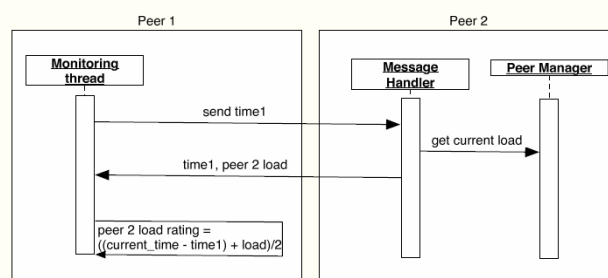 Peer 1
Peer 2
Monitoring
thread
Message
Handler
Peer Manager
send time1
get current load
time1, peer 2 load
peer 2 load rating =
((current_time - time1) + load)/2